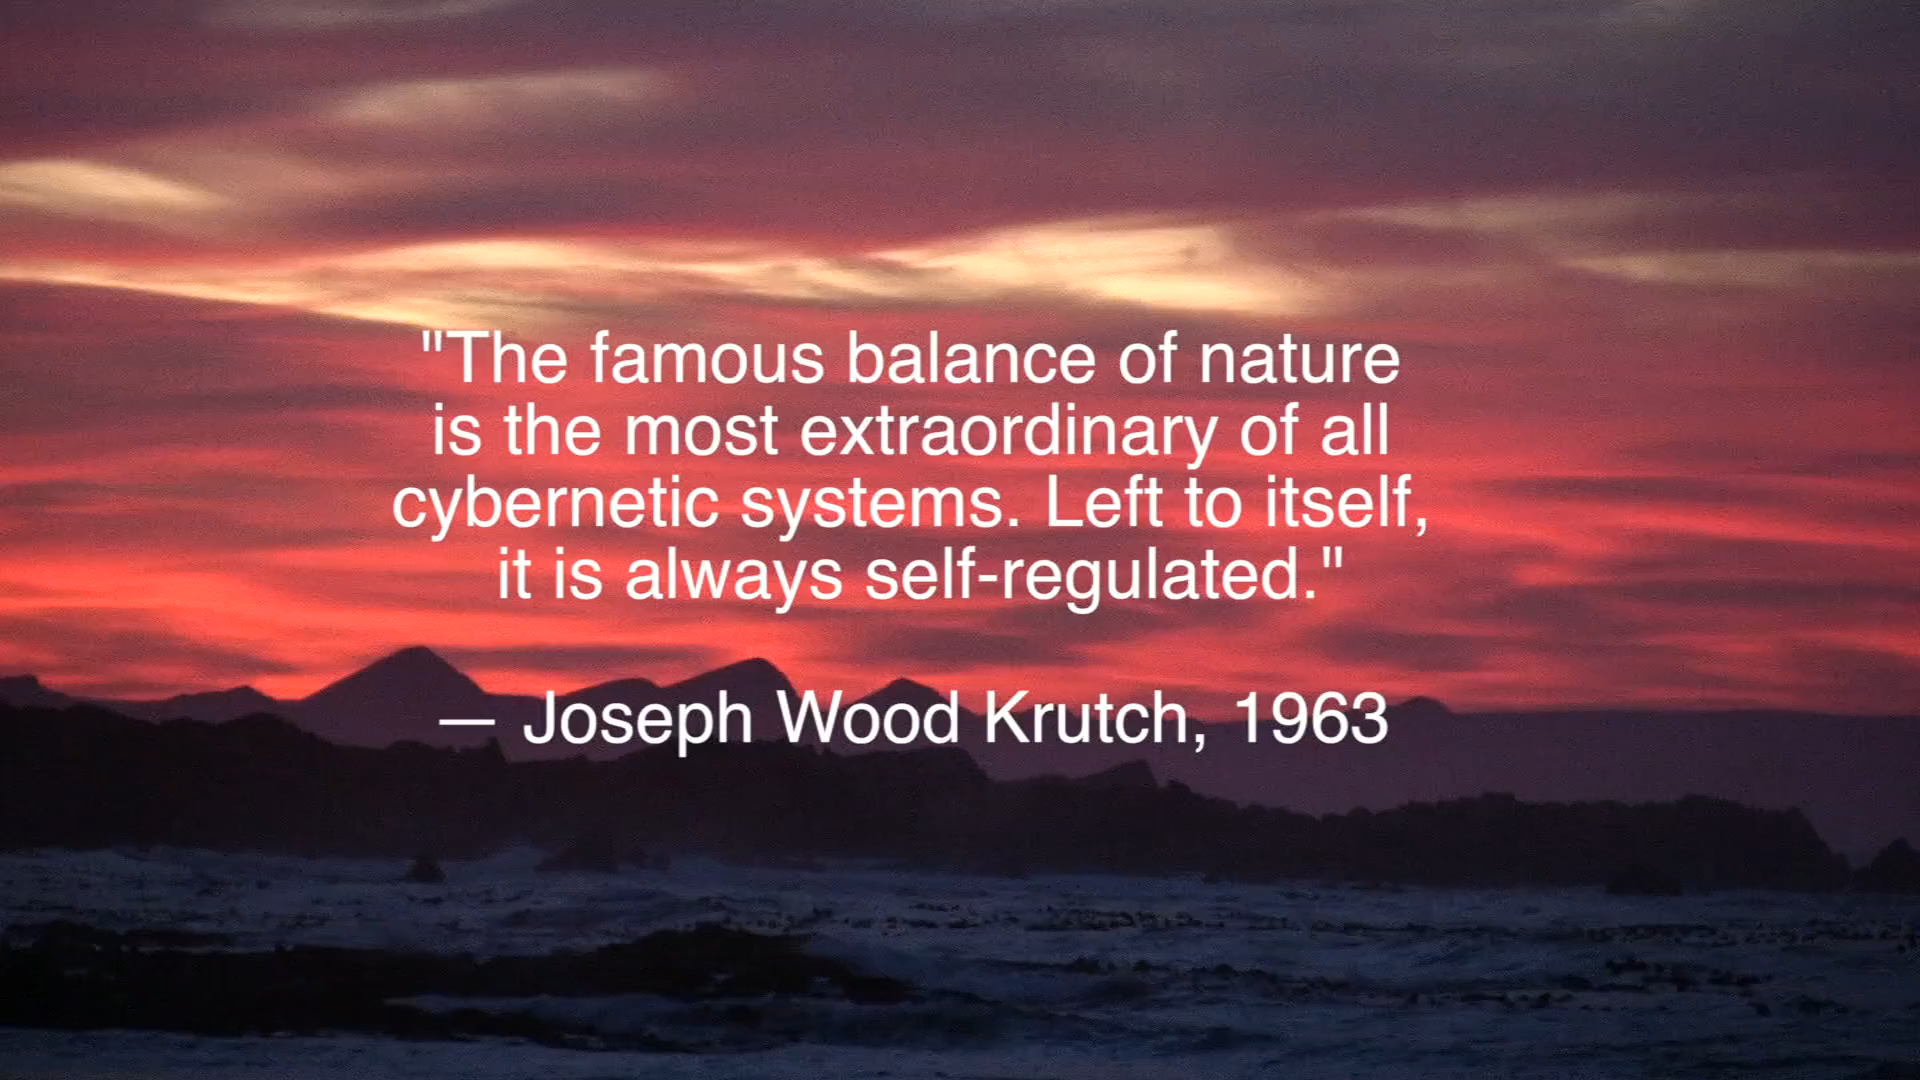 "The famous balance of nature
is the most extraordinary of all
cybernetic systems. Left to itself,
it is always self-regulated."
— Joseph Wood Krutch, 1963